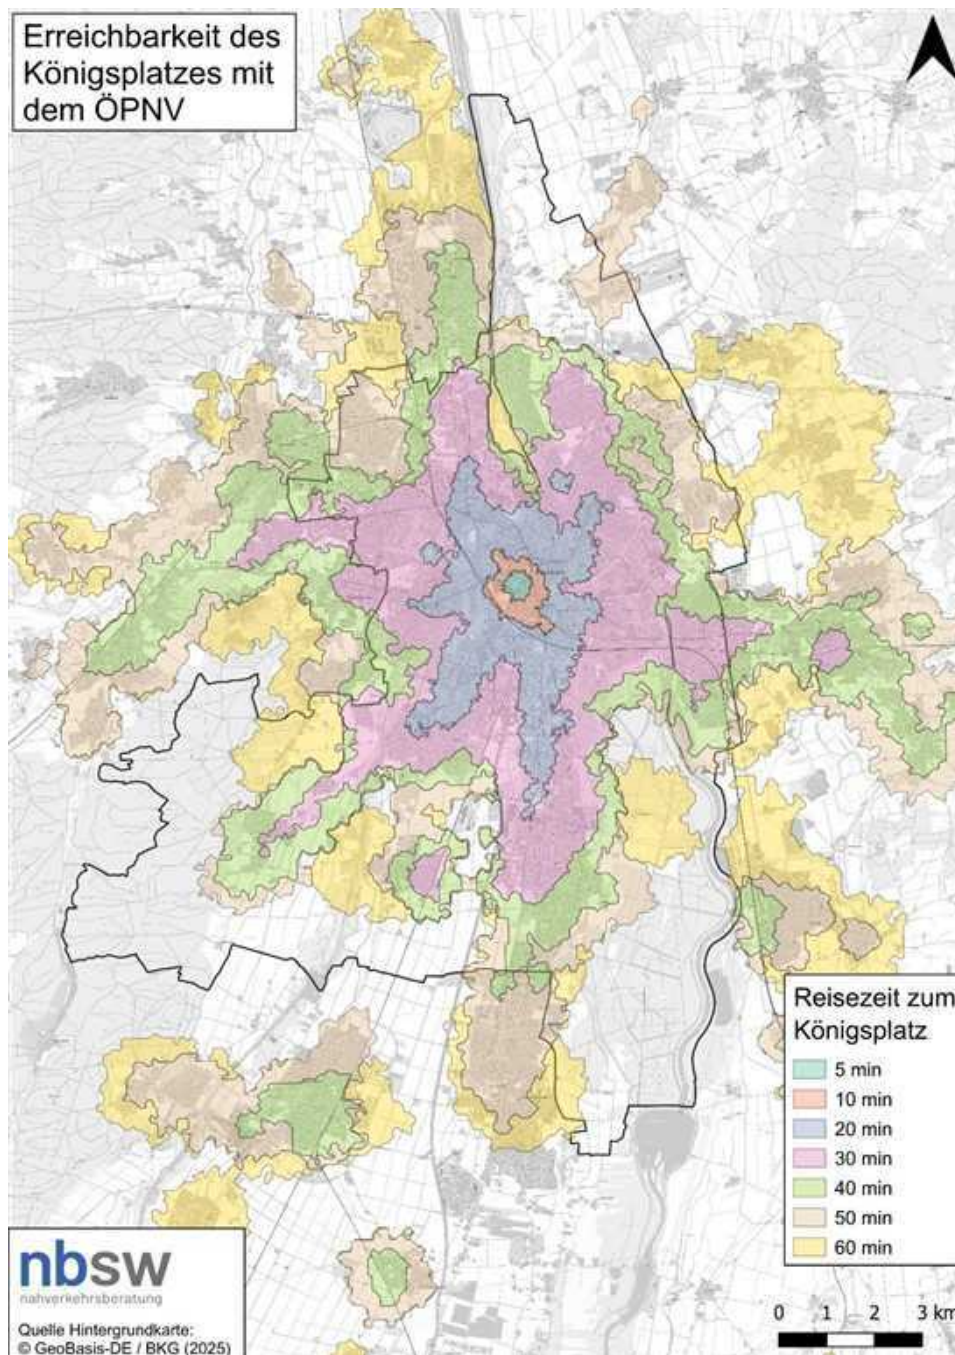 Erreichbarkeit des
Königsplatzes mit
dem ÖPNV
Reisezeit zum
Königsplatz
5 min
10 min
20 min
30 min
40 min
50 min
60 min
nbsw
nahverkehrsberatung
Quelle Hintergrundkarte:
© GeoBasis-DE / BKG (2025)
0 1 2 3 km